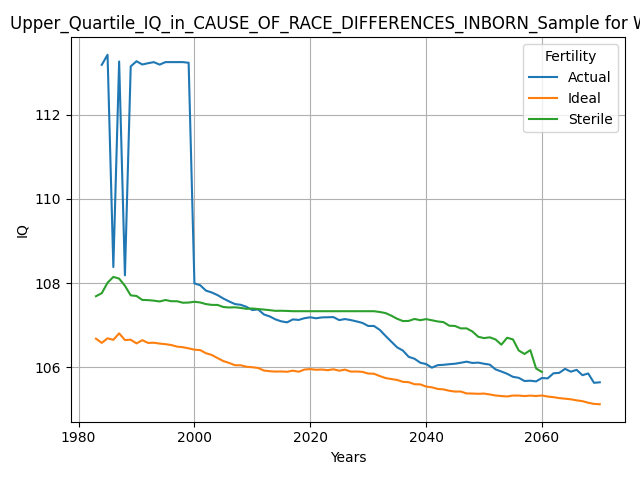 Upper_Quartile_IQ_in_CAUSE_OF_RACE_DIFFERENCES_INBORN_Sample for W
Fertility
Actual
Ideal
Sterile
112
110
108
106
IQ
1980 2000 2020 2040 2060
Years